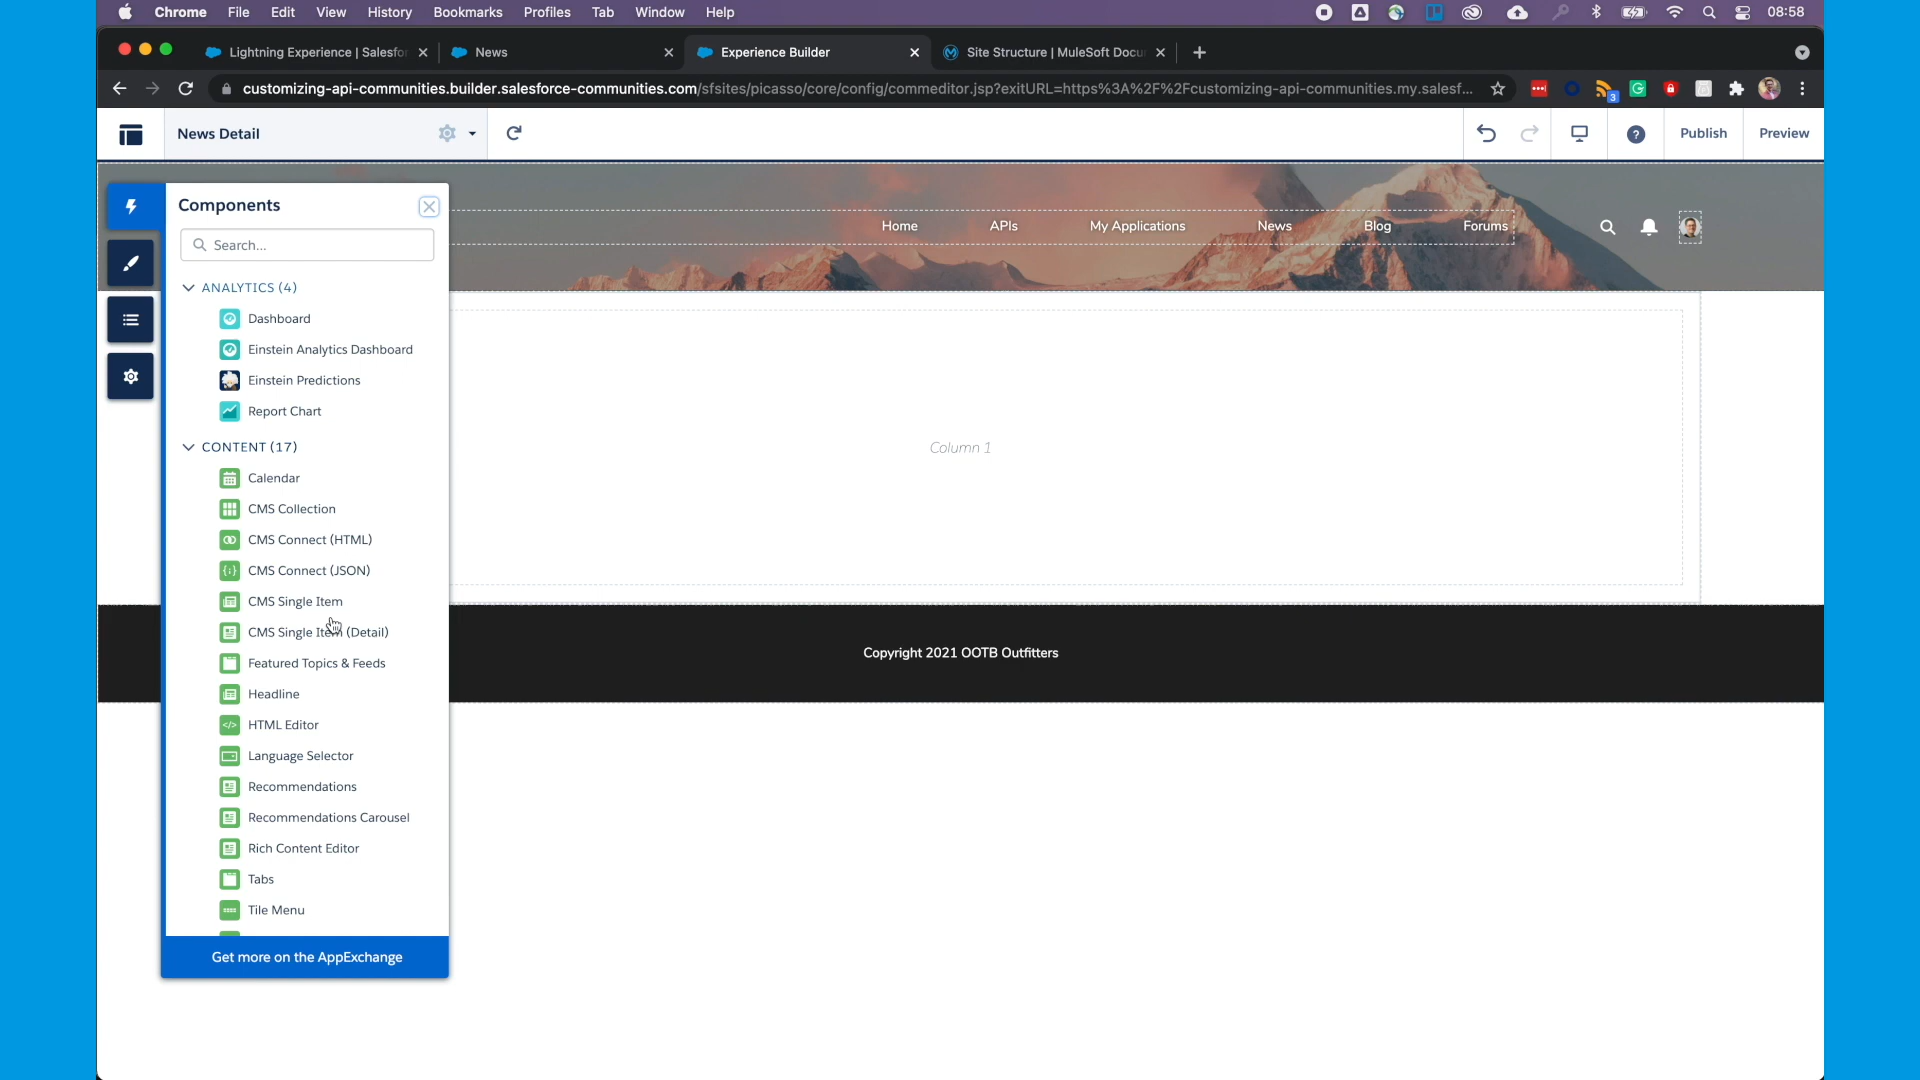 Chrome File Edit View History Bookmarks Profiles Tab Window Help 08:58
Lightning Experience | Salesfor
News
Experience Builder
Site Structure | MuleSoft Docu
customizing-api-communities.builder.salesforce-communities.com/sfsites/picasso/core/config/commeditor.jsp?exitURL=https%3A%2F%2Fcustomizing-api-communities.my.salesf...
3
News Detail
Publish
Preview
Home APIs My Applications News Blog Forums
Components
Search...
ANALYTICS (4)
Dashboard
Einstein Analytics Dashboard
Einstein Predictions
Report Chart
CONTENT (17)
Calendar
CMS Collection
CMS Connect (HTML)
CMS Connect (JSON)
CMS Single Item
CMS Single Item (Detail)
Featured Topics & Feeds
Headline
HTML Editor
Language Selector
Recommendations
Recommendations Carousel
Rich Content Editor
Tabs
Tile Menu
Get more on the AppExchange
Column 1
Copyright 2021 OOTB Outfitters